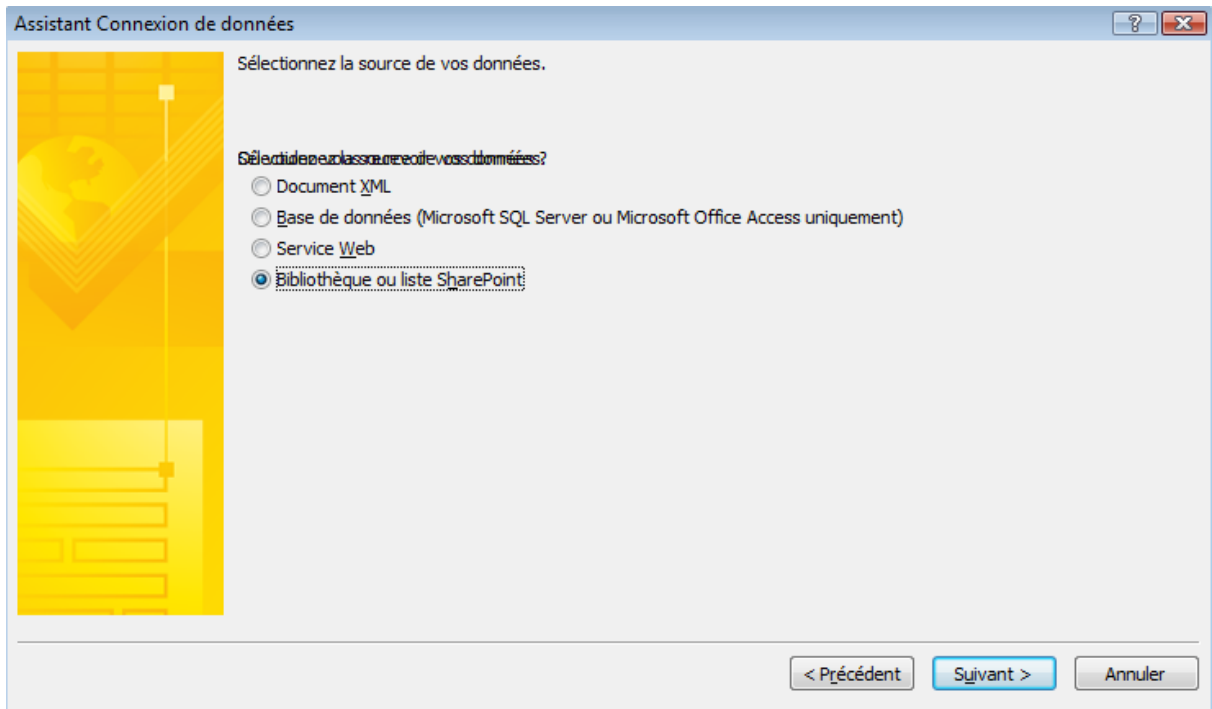 Assistant Connexion de données
Sélectionnez la source de vos données.
Document XML
Base de données (Microsoft SQL Server ou Microsoft Office Access uniquement)
Service Web
Bibliothèque ou liste SharePoint
< Précédent
Suivant >
Annuler